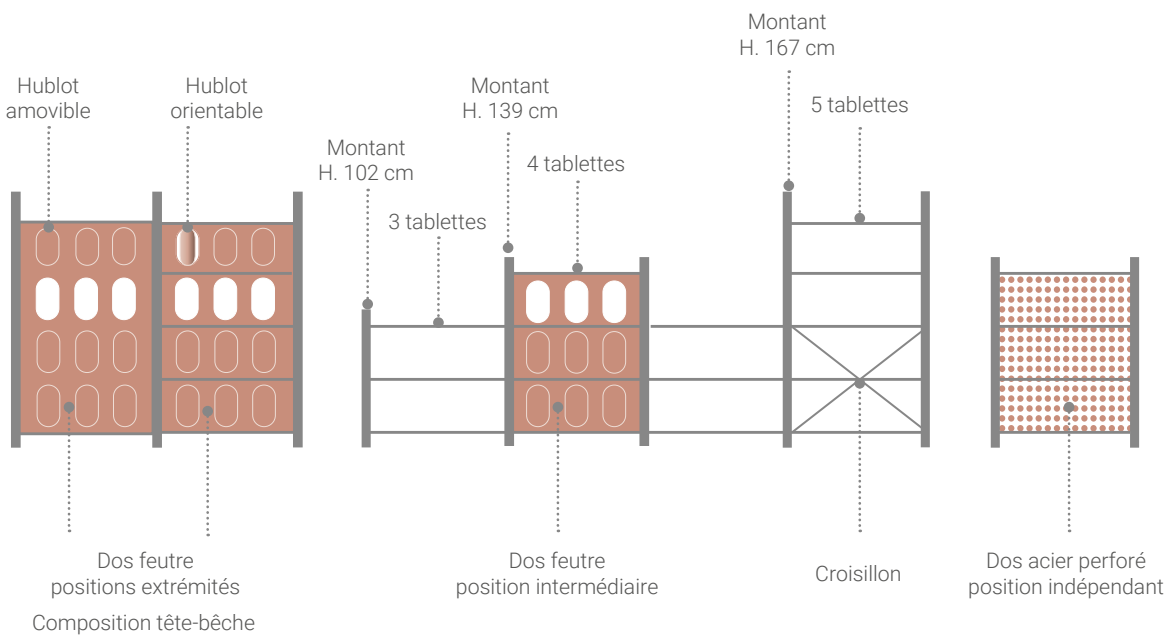 Montant
H. 167 cm
Hublot
amovible
Hublot
orientable
Montant
H. 139 cm
5 tablettes
Montant
H. 102 cm
4 tablettes
3 tablettes
Dos feutre
positions extrémités
Composition tête-bêche
Dos feutre
position intermédiaire
Croisillon
Dos acier perforé
position indépendant